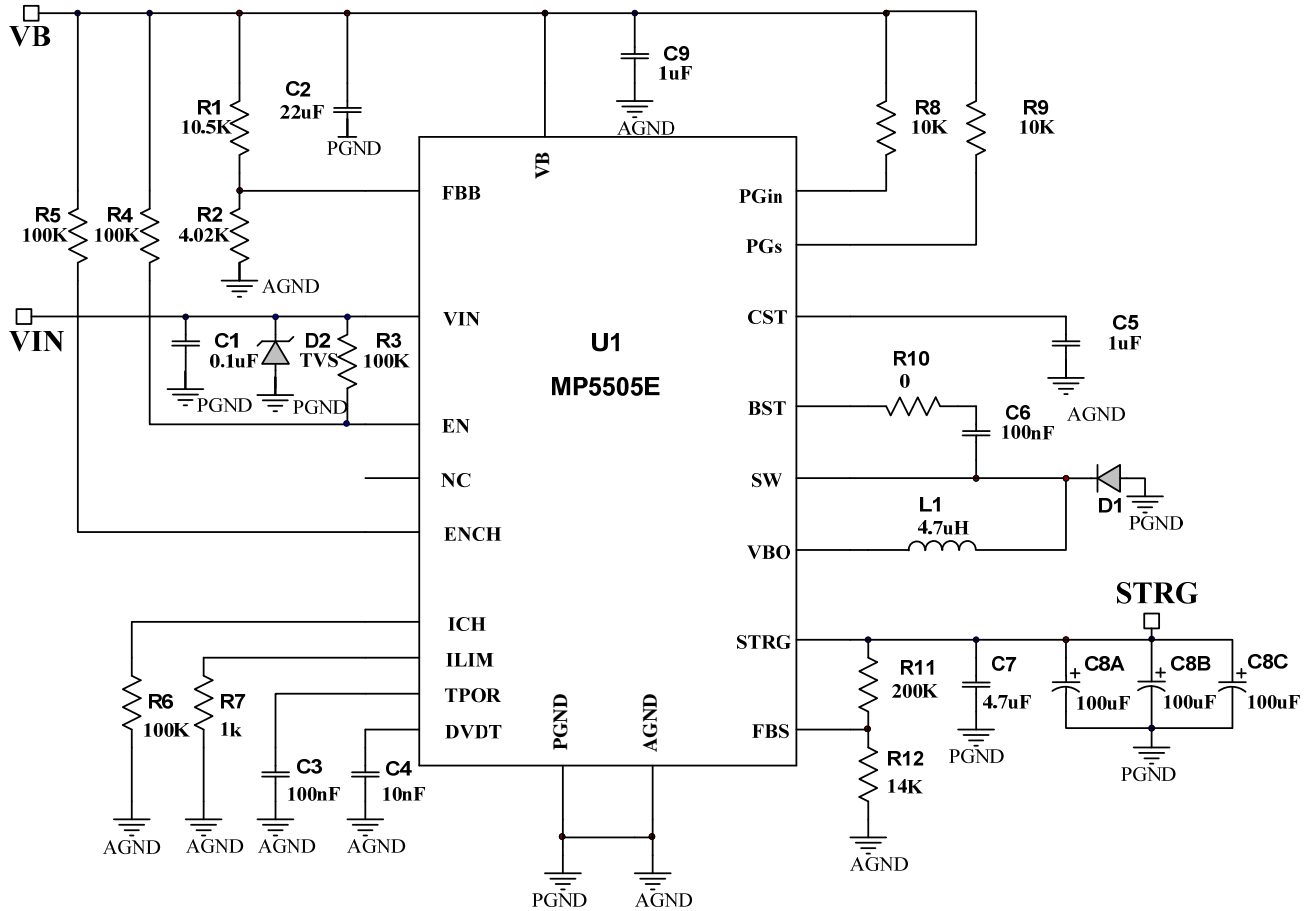 VB
C9
1uF
AGND
C2
22uF
PGND
R1
10.5K
R8
10K
R9
10K
VB
FBB
PGin
R5
100K
R4
100K
R2
4.02K
AGND
PGs
VIN
C1
0.1uF
PGND
D2
TVS
PGND
R3
100K
VIN
U1
MP5505E
CST
C5
1uF
AGND
R10
0
BST
C6
100nF
EN
NC
SW
D1
PGND
L1
4.7uH
ENCH
VBO
STRG
ICH
STRG
ILIM
TPOR
DVDT
R6
100K
R7
1k
C3
100nF
C4
10nF
AGND
AGND
AGND
AGND
PGND
AGND
R11
200K
C7
4.7uF
PGND
C8A
+
100uF
C8B
+
100uF
C8C
+
100uF
PGND
FBS
R12
14K
AGND
PGND
AGND